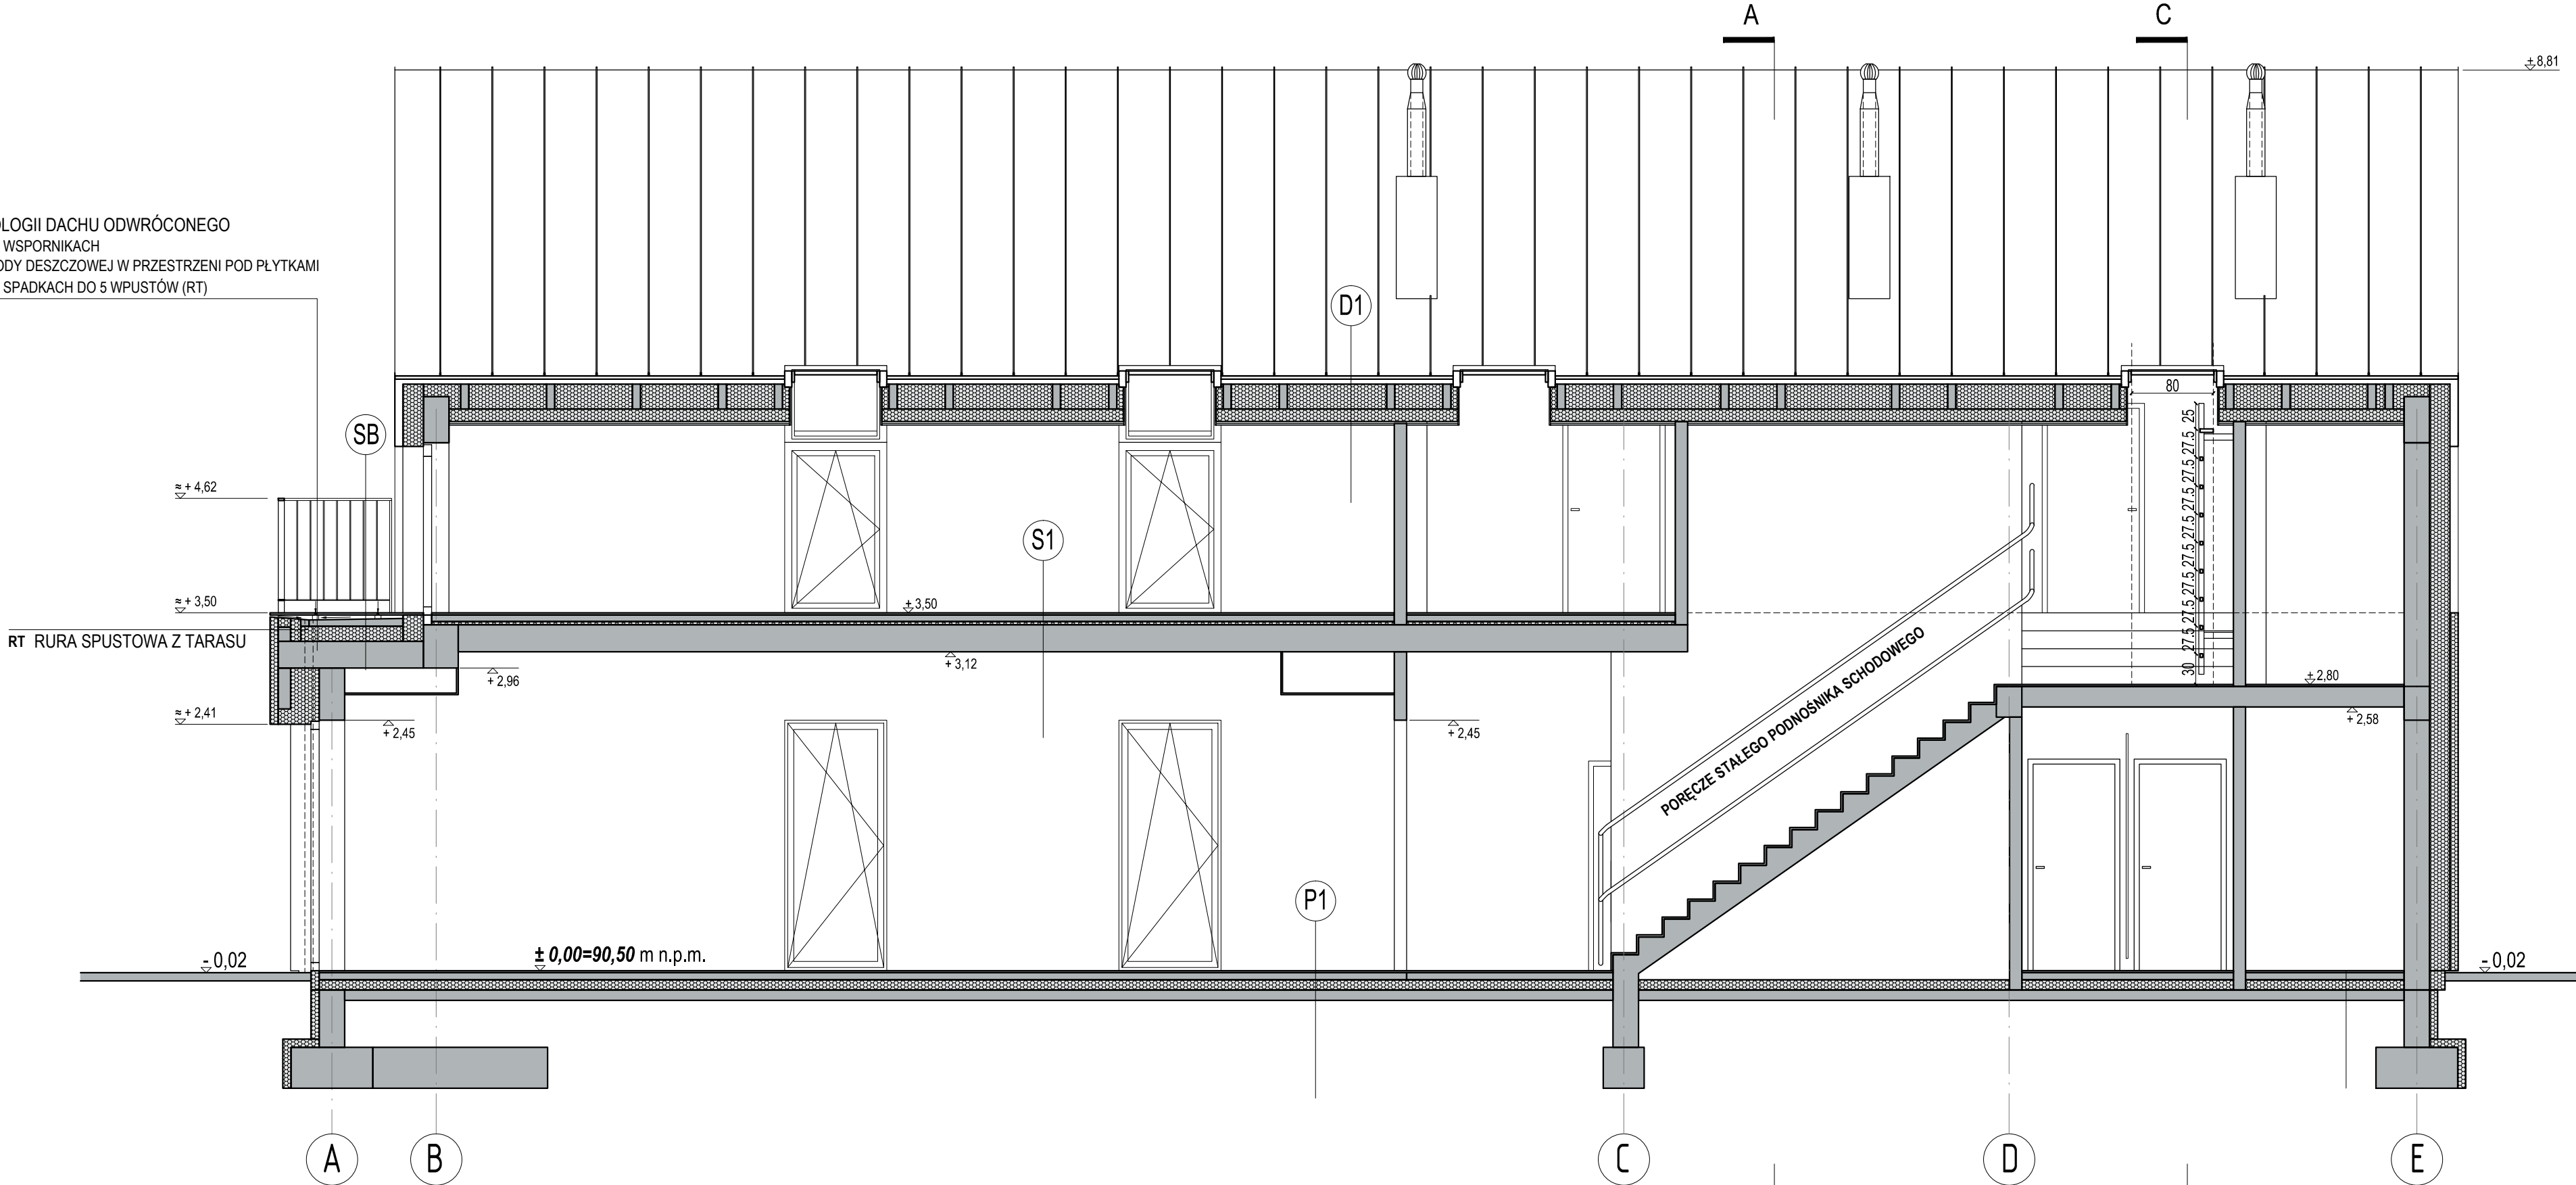 A
C
+8,81
OLOGII DACHU ODWRÓCONEGO
WSPORNIKACH
ODY DESZCZOWEJ W PRZESTRZENI POD PŁYTKAMI
SPADKACH DO 5 WPUSTÓW (RT)
D1
80
SB
25
27.5
27.5
27.5
27.5
27.5
27.5
27.5
27.5
30
≈ + 4,62
S1
≈ + 3,50
+3,50
RT RURA SPUSTOWA Z TARASU
+ 3,12
+ 2,96
+2,80
≈ + 2,41
+ 2,45
+ 2,45
+ 2,58
PORĘCZE STAŁEGO PODNOŚNIKA SCHODOWEGO
P1
- 0,02
± 0,00=90,50 m n.p.m.
- 0,02
A
B
C
D
E